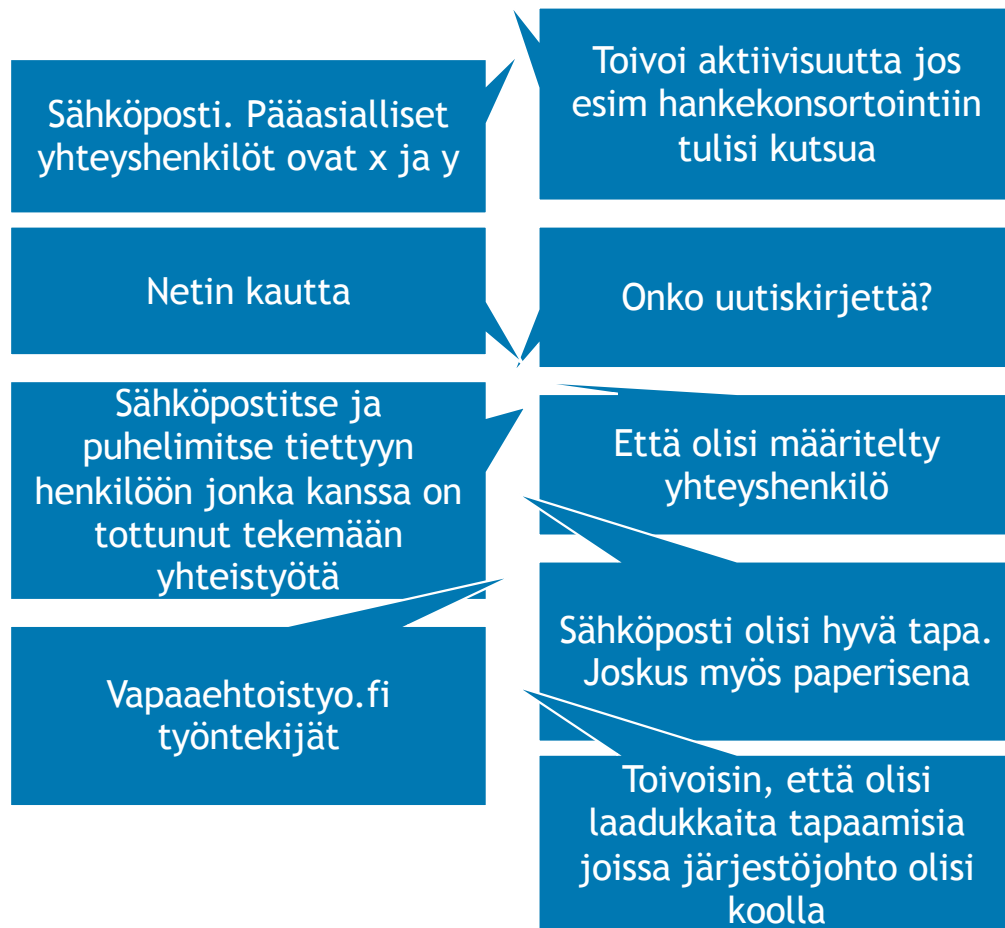 Sähköposti. Pääasialliset
yhteyshenkilöt ovat x ja y
Netin kautta
Sähköpostitse ja
puhelimitse tiettyyn
henkilöön jonka kanssa on
tottunut tekemään
yhteistyötä
Vapaaehtoistyo.fi
työntekijät
Toivoi aktiivisuutta jos
esim hankekonsortointiin
tulisi kutsua
Onko uutiskirjettä?
Että olisi määritelty
yhteyshenkilö
Sähköposti olisi hyvä tapa.
Joskus myös paperisena
Toivoisin, että olisi
laadukkaita tapaamisia
joissa järjestöjohto olisi
koolla